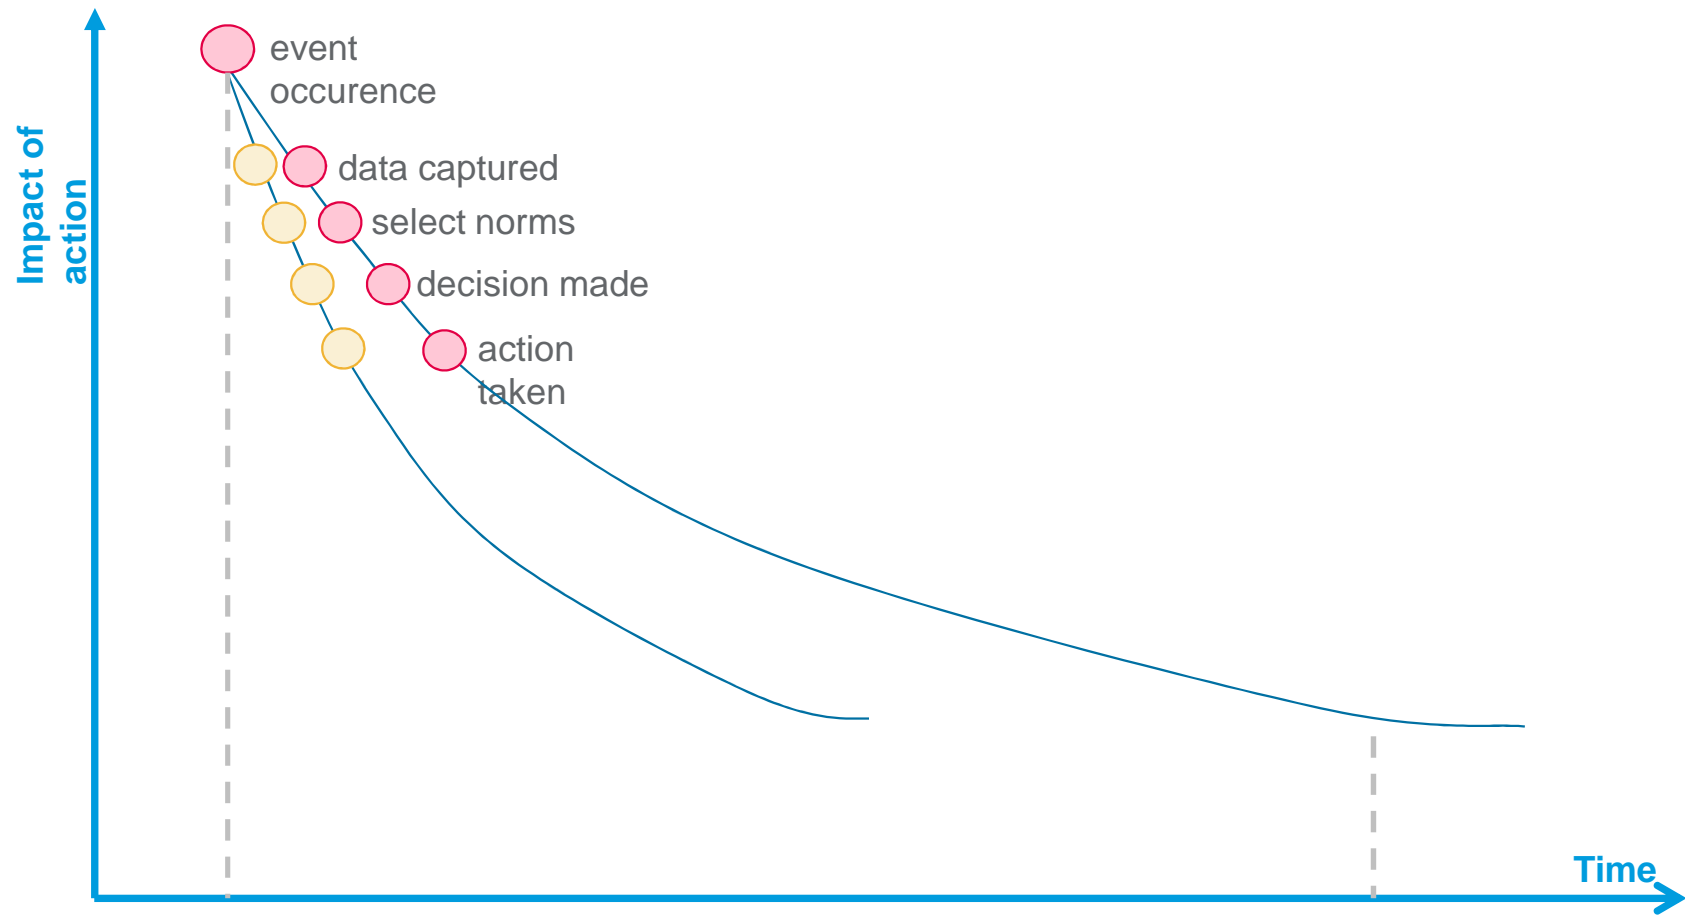 event
occurence
Impact of
action
data captured
select norms
decision made
action
taken
Time